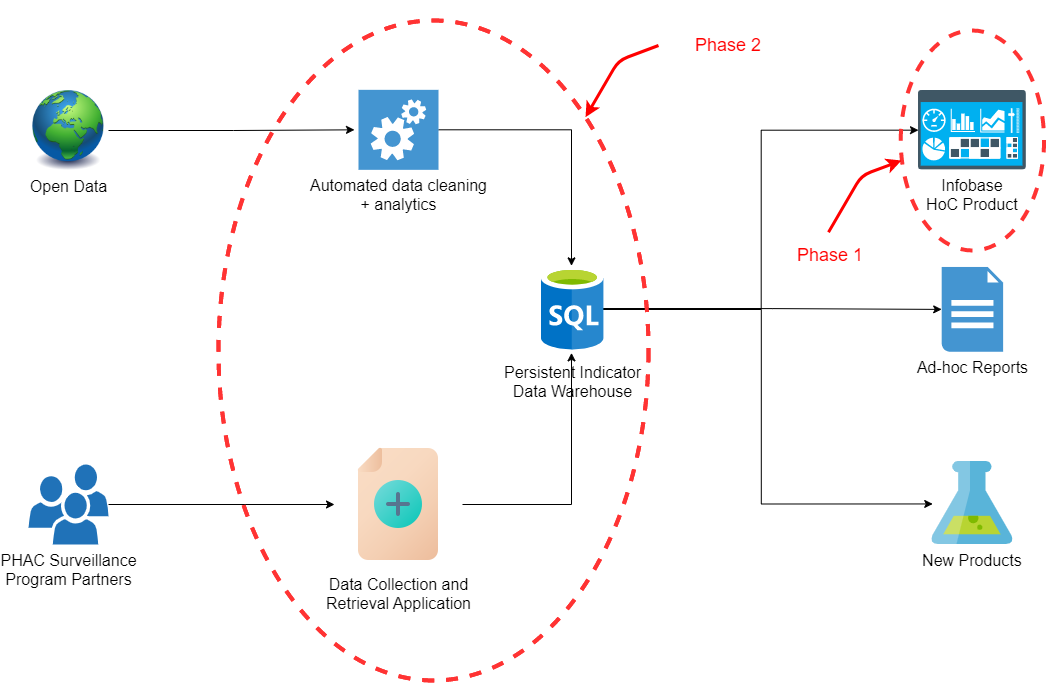 Phase 2
Open Data
Automated data cleaning
+ analytics
Infobase
HoC Product
Phase 1
SQL
Persistent Indicator
Data Warehouse
Ad-hoc Reports
PHAC Surveillance
Program Partners
Data Collection and
Retrieval Application
New Products